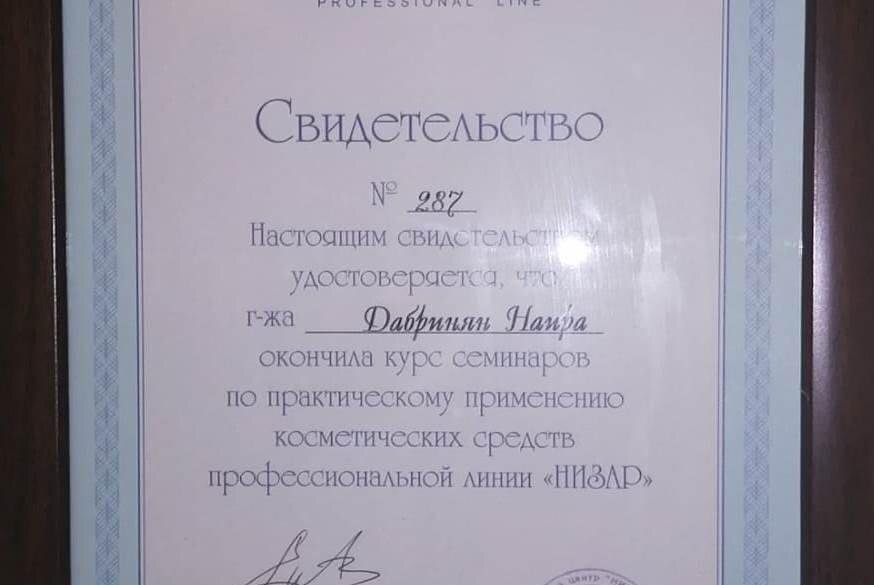 PROFESSIONAL LINE
Свидетельство
№ 287
Настоящим свидетельством
удостоверяется, что
г-жа Дабринян Наира
окончила курс семинаров
по практическому применению
косметических средств
профессиональной линии «НИЗАР»
центр